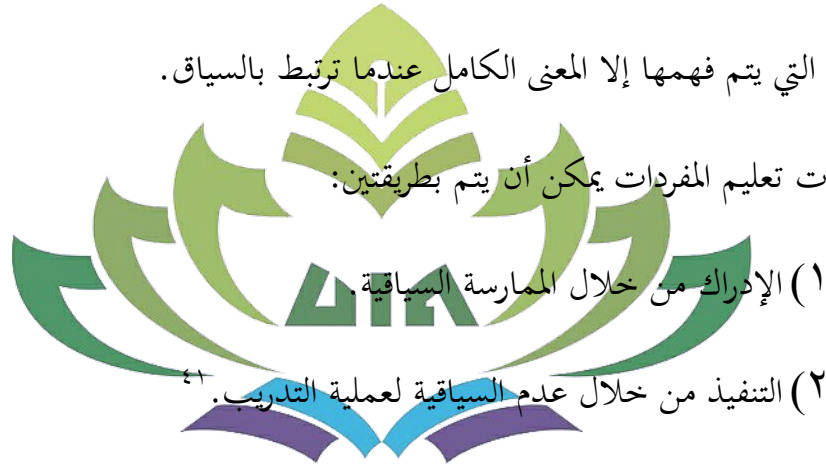 التي يتم فهمها إلا المعنى الكامل عندما ترتبط بالسياق.
ت تعليم المفردات يمكن أن يتم بطريقتين:
١) الإدراك من خلال الممارسة السياقية.
UIN
٢) التنفيذ من خلال عدم السياقية لعملية التدريب.٤١